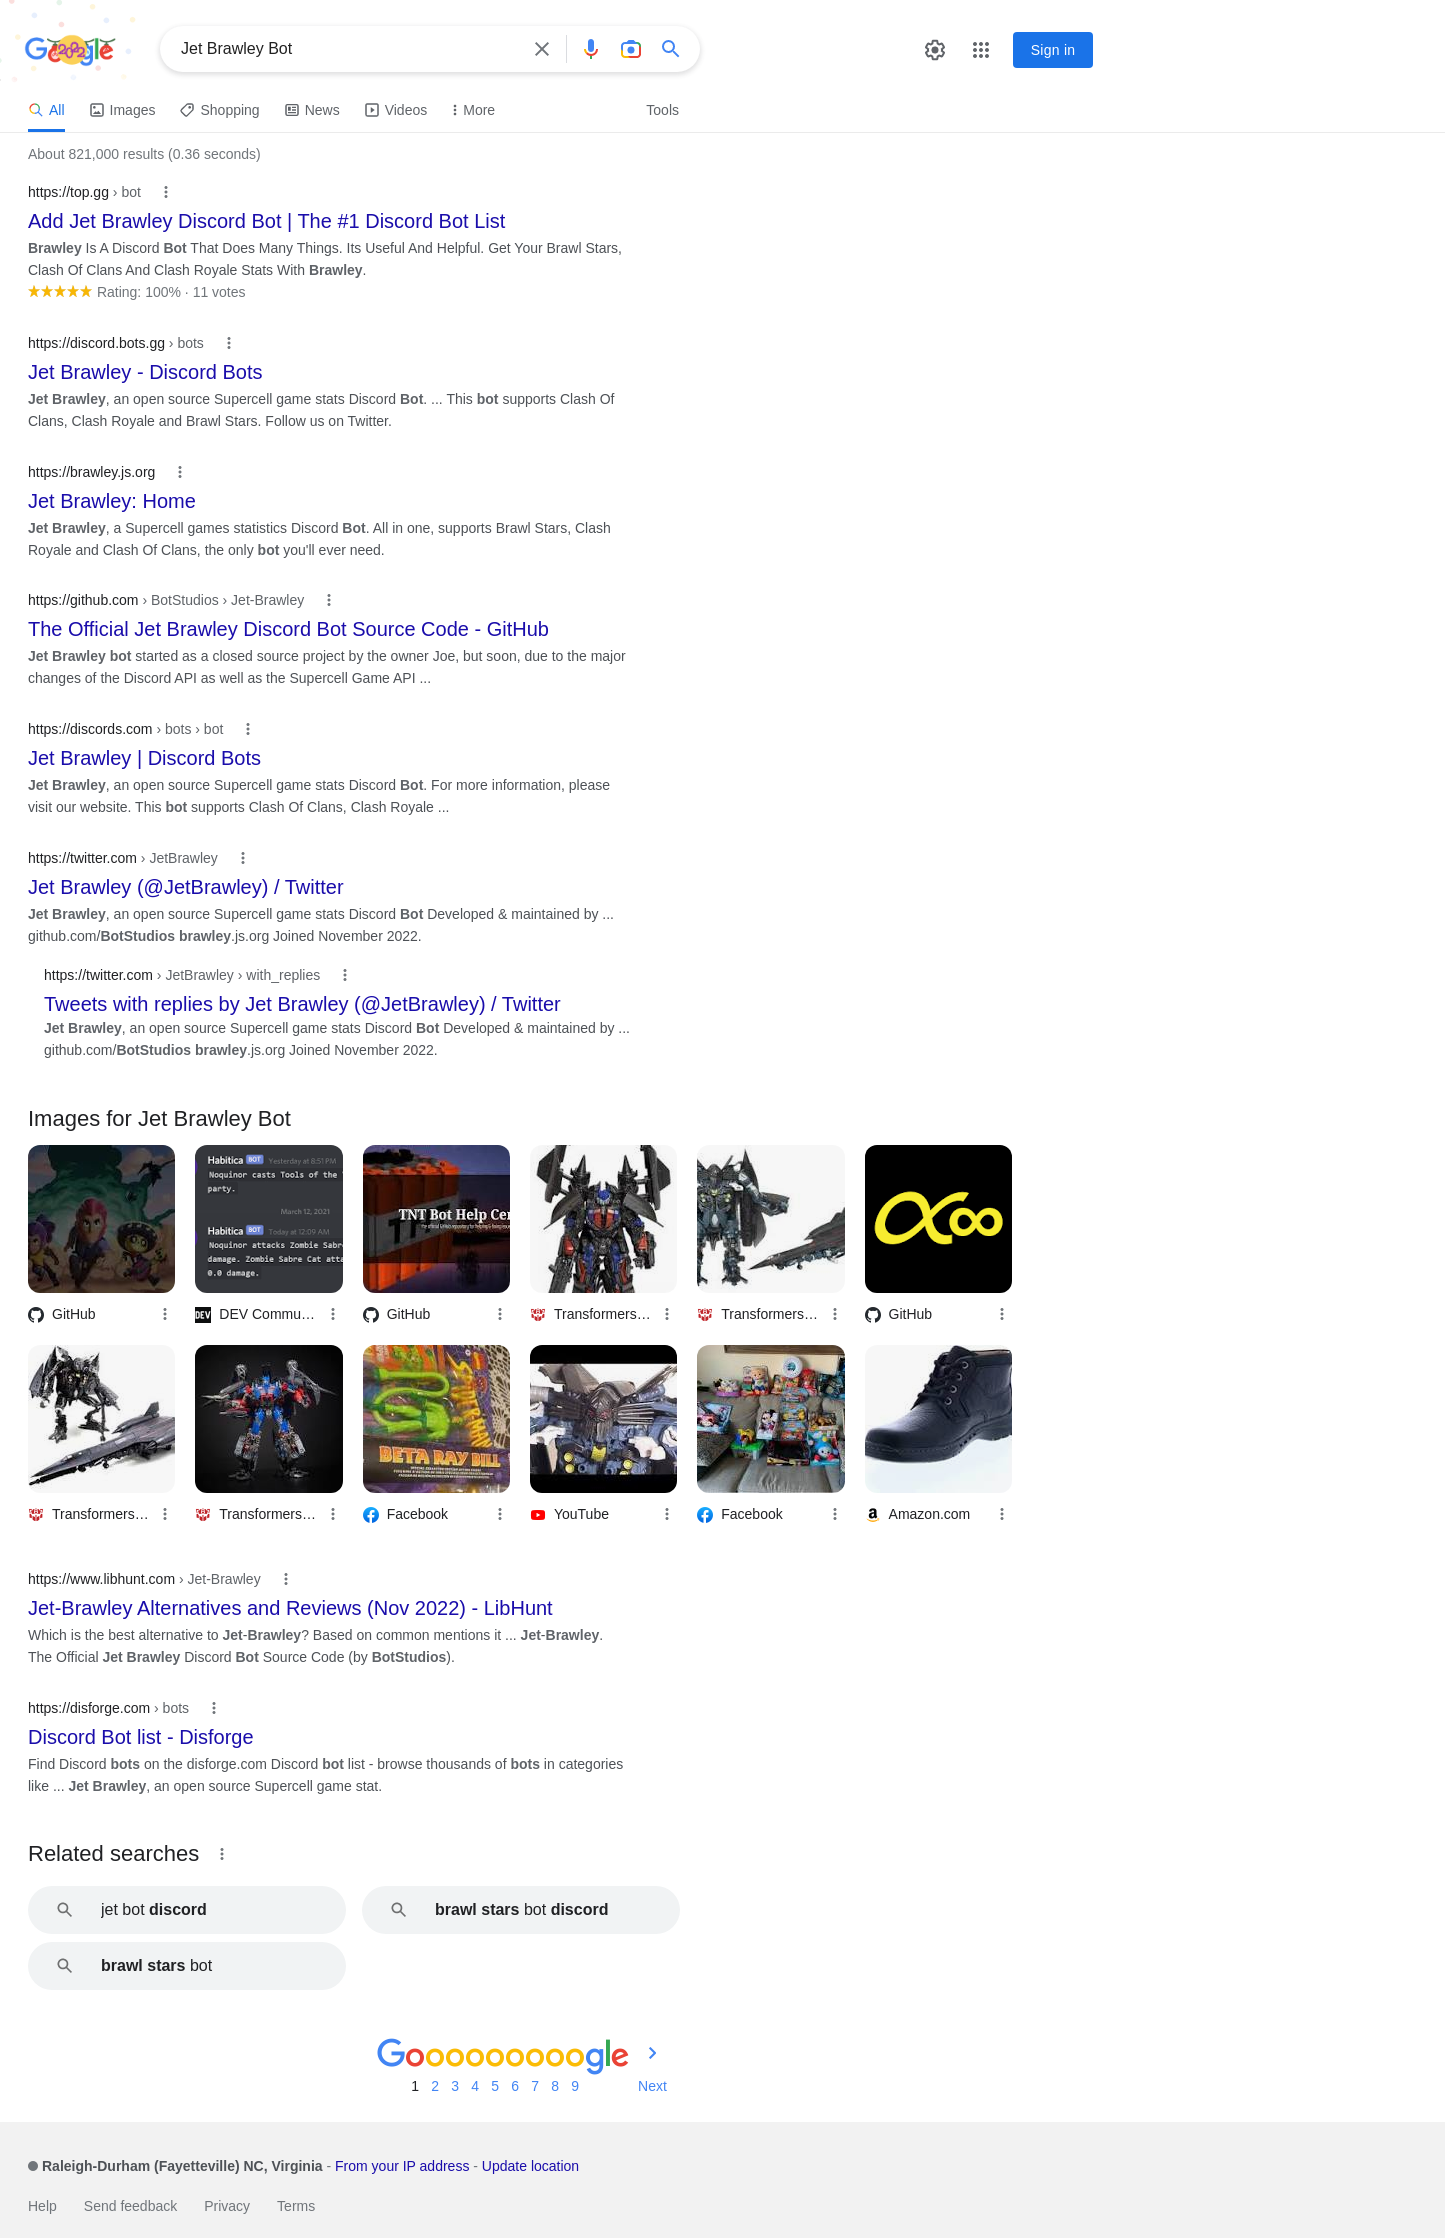 Google
2022
Jet Brawley Bot
Sign in
All
Images
Shopping
News
Videos
More
Tools
About 821,000 results (0.36 seconds)
https://top.gg › bot
Add Jet Brawley Discord Bot | The #1 Discord Bot List
Brawley Is A Discord Bot That Does Many Things. Its Useful And Helpful. Get Your Brawl Stars,
Clash Of Clans And Clash Royale Stats With Brawley.
Rating: 100% · 11 votes
https://discord.bots.gg › bots
Jet Brawley - Discord Bots
Jet Brawley, an open source Supercell game stats Discord Bot. ... This bot supports Clash Of
Clans, Clash Royale and Brawl Stars. Follow us on Twitter.
https://brawley.js.org
Jet Brawley: Home
Jet Brawley, a Supercell games statistics Discord Bot. All in one, supports Brawl Stars, Clash
Royale and Clash Of Clans, the only bot you'll ever need.
https://github.com › BotStudios › Jet-Brawley
The Official Jet Brawley Discord Bot Source Code - GitHub
Jet Brawley bot started as a closed source project by the owner Joe, but soon, due to the major
changes of the Discord API as well as the Supercell Game API ...
https://discords.com › bots › bot
Jet Brawley | Discord Bots
Jet Brawley, an open source Supercell game stats Discord Bot. For more information, please
visit our website. This bot supports Clash Of Clans, Clash Royale ...
https://twitter.com › JetBrawley
Jet Brawley (@JetBrawley) / Twitter
Jet Brawley, an open source Supercell game stats Discord Bot Developed & maintained by ...
github.com/BotStudios brawley.js.org Joined November 2022.
https://twitter.com › JetBrawley › with_replies
Tweets with replies by Jet Brawley (@JetBrawley) / Twitter
Jet Brawley, an open source Supercell game stats Discord Bot Developed & maintained by ...
github.com/BotStudios brawley.js.org Joined November 2022.
Images for Jet Brawley Bot
Habitica BOT Yesterday at 8:51 PM
Noquinor casts Tools of the
party.
March 12, 2021
Habitica BOT Today at 12:09 AM
Noquinor attacks Zombie Sabr
damage. Zombie Sabre Cat atta
0.0 damage.
TNT Bot Help Cen
GitHub
DEV
DEV Commu…
GitHub
Transformers…
Transformers…
GitHub
BETA RAY BILL
Transformers…
Transformers…
Facebook
YouTube
Facebook
Amazon.com
https://www.libhunt.com › Jet-Brawley
Jet-Brawley Alternatives and Reviews (Nov 2022) - LibHunt
Which is the best alternative to Jet-Brawley? Based on common mentions it ... Jet-Brawley.
The Official Jet Brawley Discord Bot Source Code (by BotStudios).
https://disforge.com › bots
Discord Bot list - Disforge
Find Discord bots on the disforge.com Discord bot list - browse thousands of bots in categories
like ... Jet Brawley, an open source Supercell game stat.
Related searches
jet bot discord
brawl stars bot discord
brawl stars bot
Gooooooooogle
1 2 3 4 5 6 7 8 9 Next
Raleigh-Durham (Fayetteville) NC, Virginia - From your IP address - Update location
Help Send feedback Privacy Terms